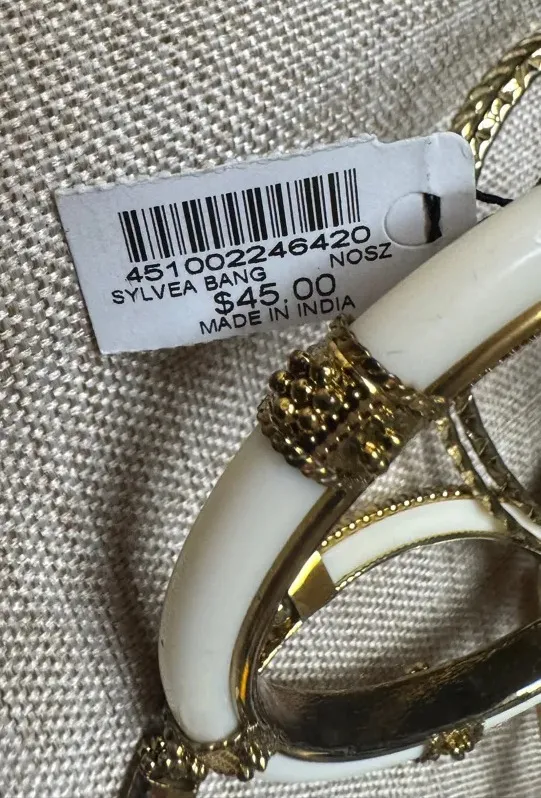 451002246420
SYLVEA BANG NOSZ
$45.00
MADE IN INDIA